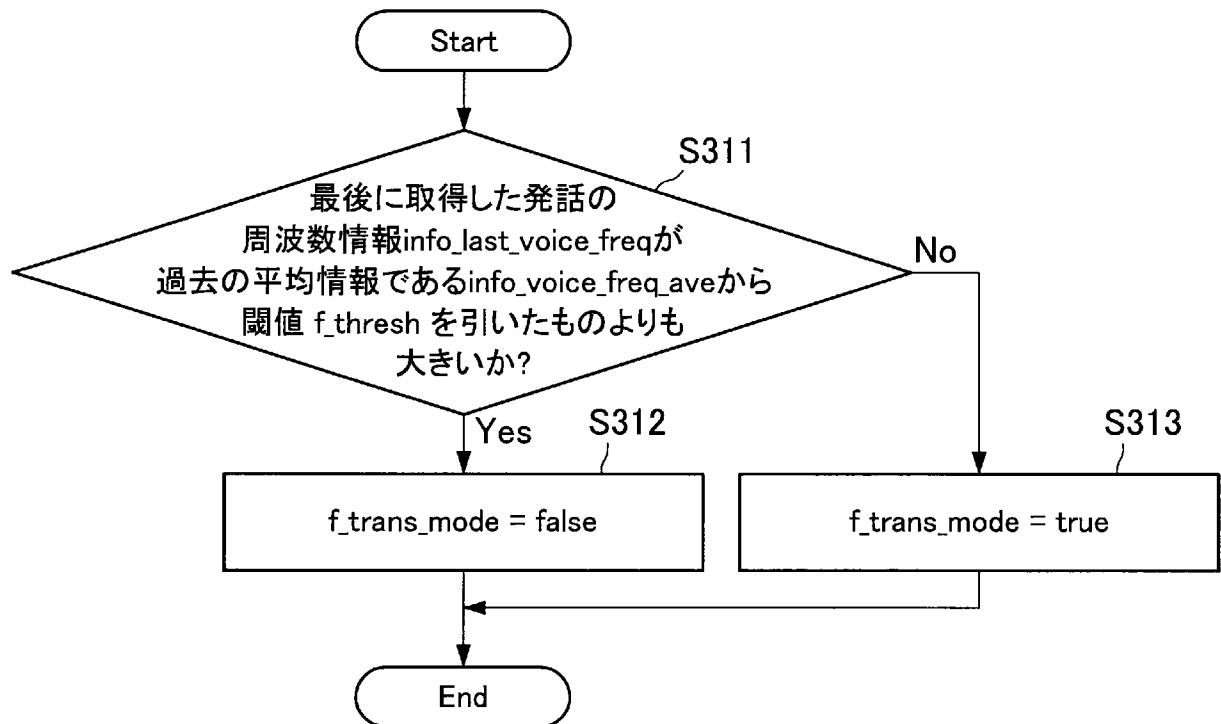 Start
S311
最後に取得した発話の
周波数情報info_last_voice_freqが
過去の平均情報であるinfo_voice_freq_aveから
閾値 f_thresh を引いたものよりも
大きいか?
No
Yes
S312
S313
f_trans_mode = false
f_trans_mode = true
End